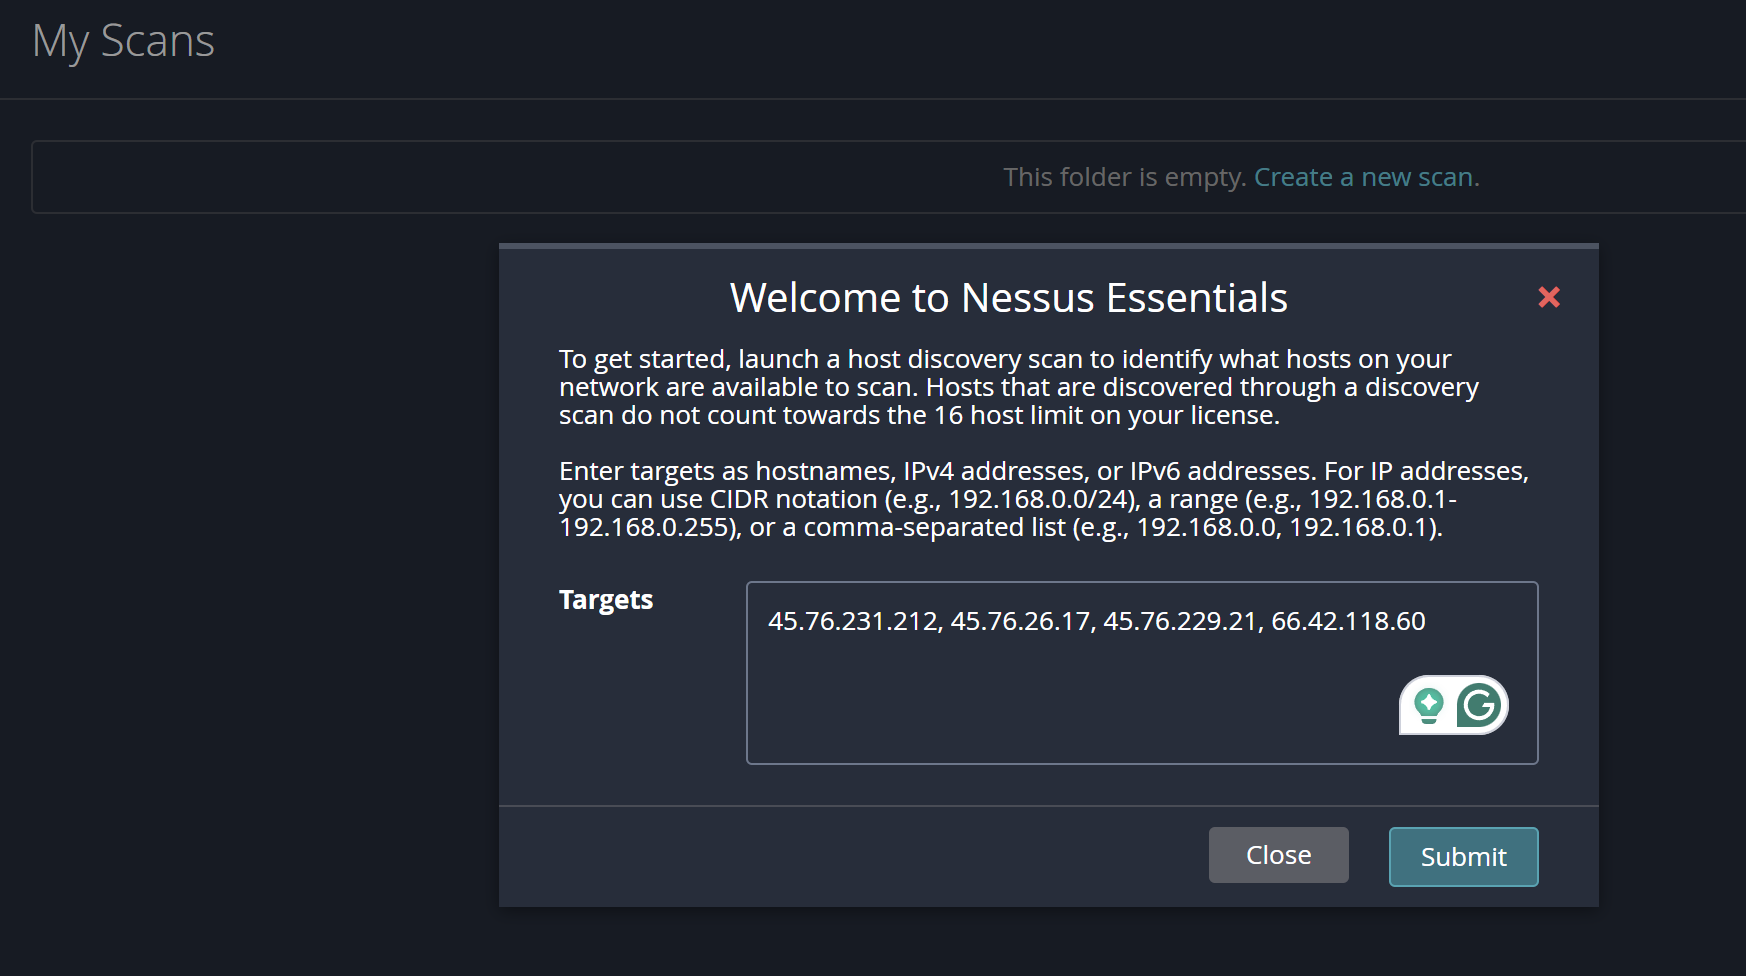 My Scans
This folder is empty. Create a new scan.
Welcome to Nessus Essentials
To get started, launch a host discovery scan to identify what hosts on your
network are available to scan. Hosts that are discovered through a discovery
scan do not count towards the 16 host limit on your license.
Enter targets as hostnames, IPv4 addresses, or IPv6 addresses. For IP addresses,
you can use CIDR notation (e.g., 192.168.0.0/24), a range (e.g., 192.168.0.1-
192.168.0.255), or a comma-separated list (e.g., 192.168.0.0, 192.168.0.1).
Targets
45.76.231.212, 45.76.26.17, 45.76.229.21, 66.42.118.60
Close
Submit